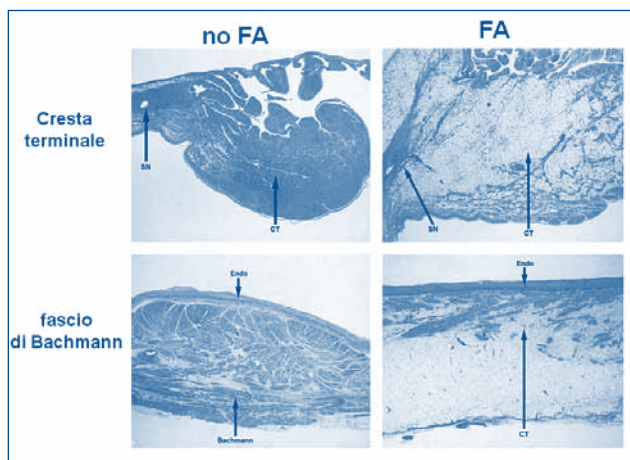 no FA
FA
Cresta
terminale
SN
CT
SN
CT
fascio
di Bachmann
Endo
Bachmann
Endo
CT